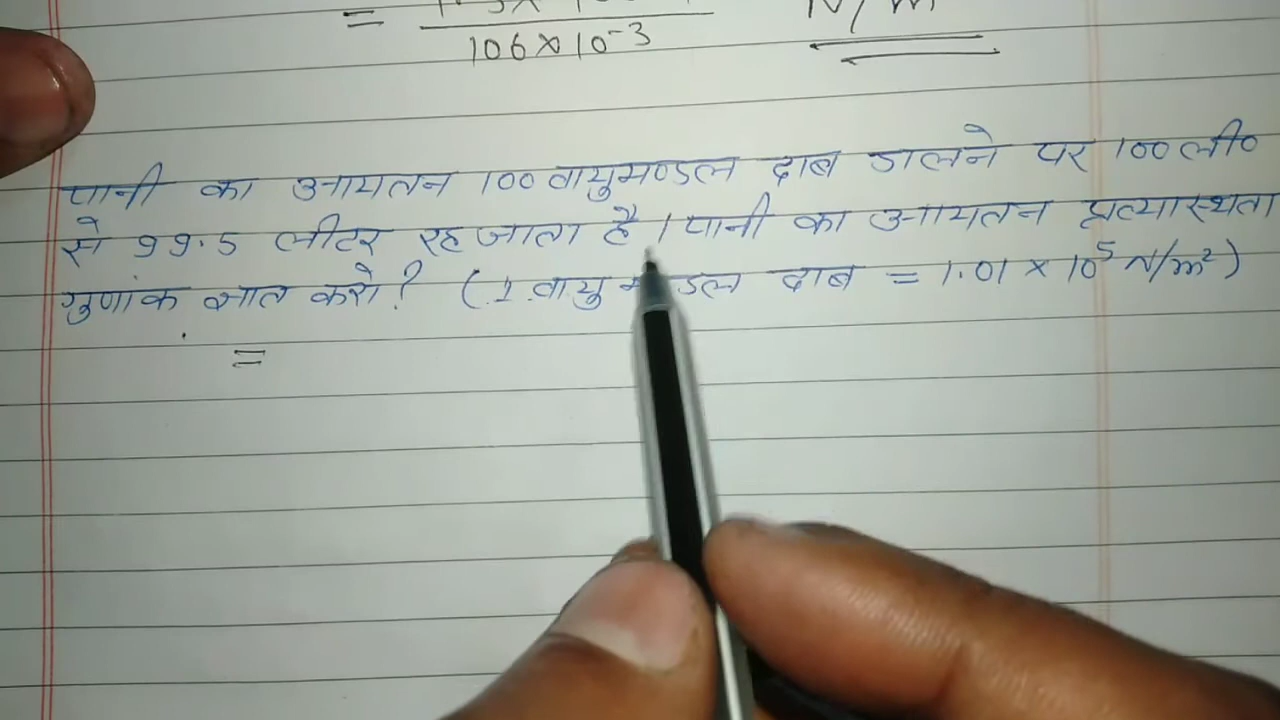 = 106×10⁻³ N/m
पानी का आयतन 100 वायुमण्डल दाब डालने पर 100 ली०
से 99.5 लीटर रह जाता है। पानी का आयतन प्रत्यास्थता
गुणांक ज्ञात करो? (1 वायुमण्डल दाब = 1.01 × 10⁵ N/m²)
=